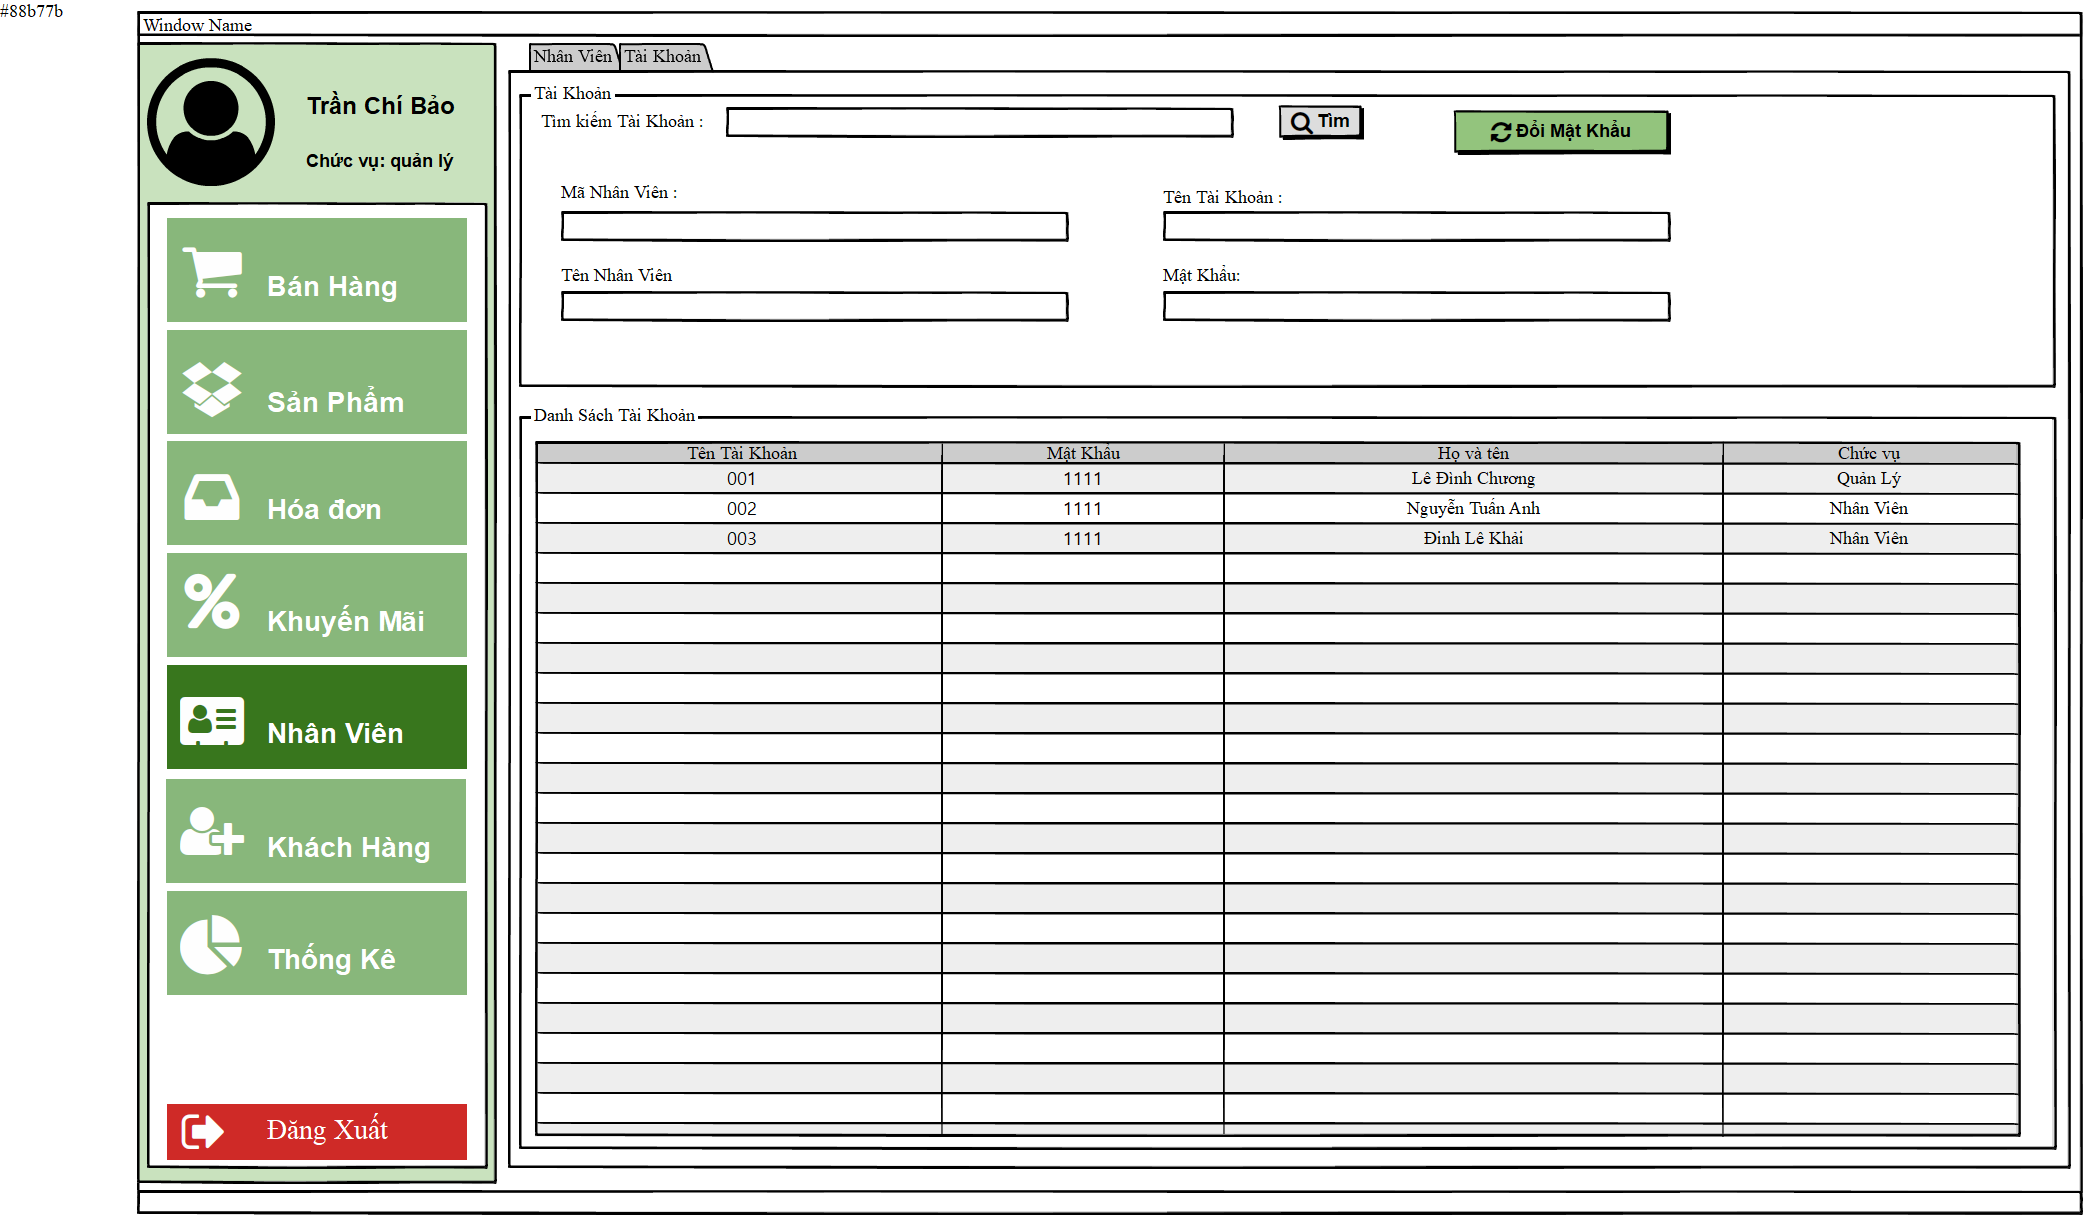 #88b77b
Window Name
Trần Chí Bảo
Chức vụ: quản lý
Bán Hàng
Sản Phẩm
Hóa đơn
Khuyến Mãi
Nhân Viên
Khách Hàng
Thống Kê
Đăng Xuất
Nhân Viên Tài Khoản
Tài Khoản
Tìm kiếm Tài Khoản : Tìm Đổi Mật Khẩu
Mã Nhân Viên : Tên Tài Khoản :
Tên Nhân Viên Mật Khẩu:
Danh Sách Tài Khoản
Tên Tài Khoản Mật Khẩu Họ và tên Chức vụ
001 1111 Lê Đình Chương Quản Lý
002 1111 Nguyễn Tuấn Anh Nhân Viên
003 1111 Đinh Lê Khải Nhân Viên